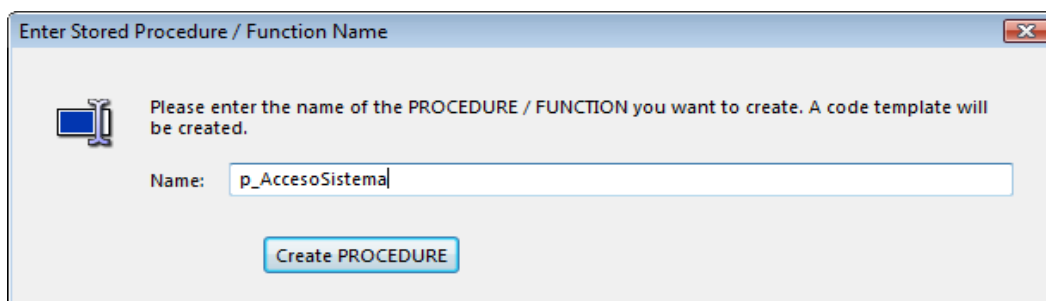 Enter Stored Procedure / Function Name
Please enter the name of the PROCEDURE / FUNCTION you want to create. A code template will
be created.
Name: p_AccesoSistema
Create PROCEDURE